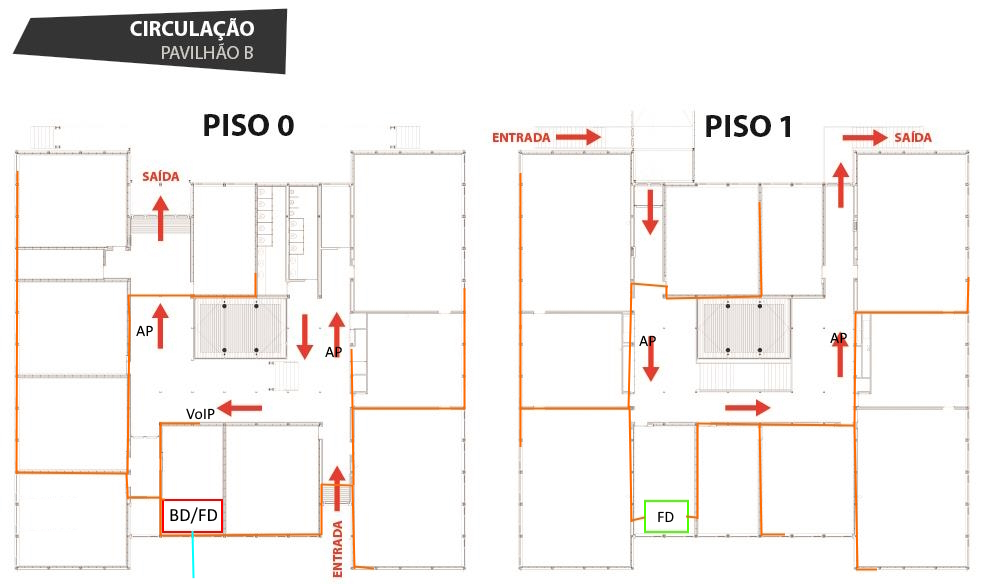 CIRCULAÇÃO
PAVILHÃO B
PISO 0
SAÍDA
AP
AP
VoIP
BD/FD
ENTRADA
PISO 1
ENTRADA
SAÍDA
AP
AP
FD